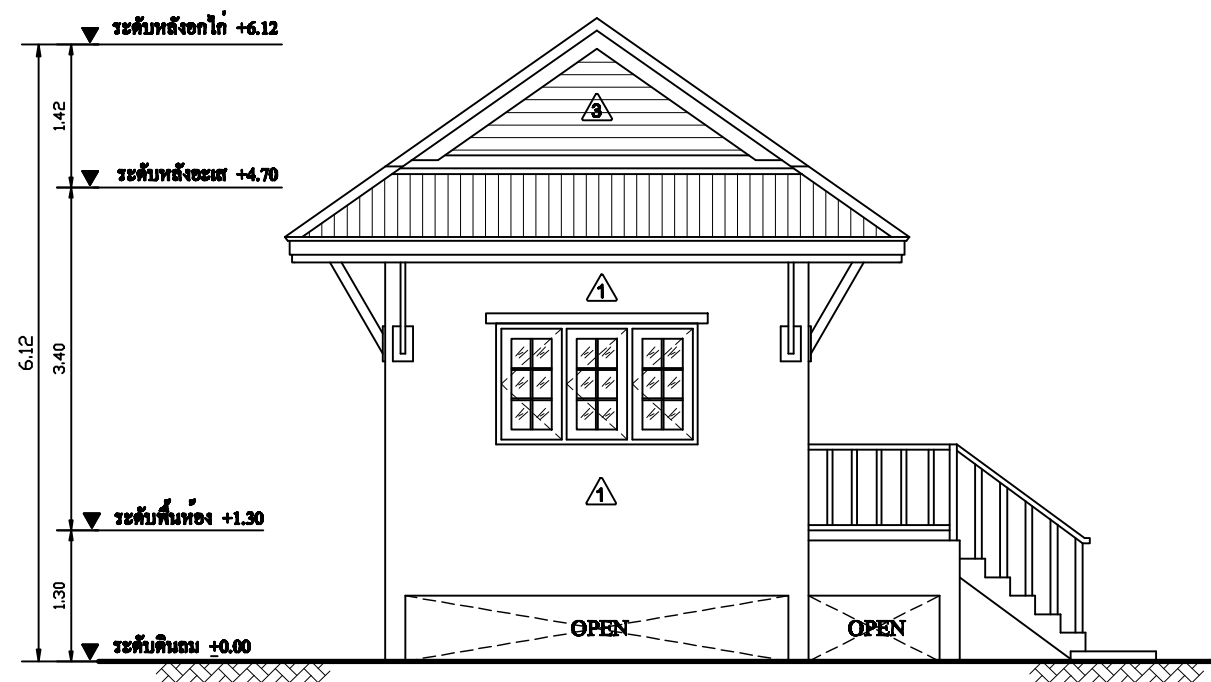 ระดับหลังอกไก่ +6.12
1.42
3
ระดับหลังอะเส +4.70
1
6.12
3.40
1
ระดับพื้นห้อง +1.30
1.30
OPEN
OPEN
ระดับดินถม +0.00